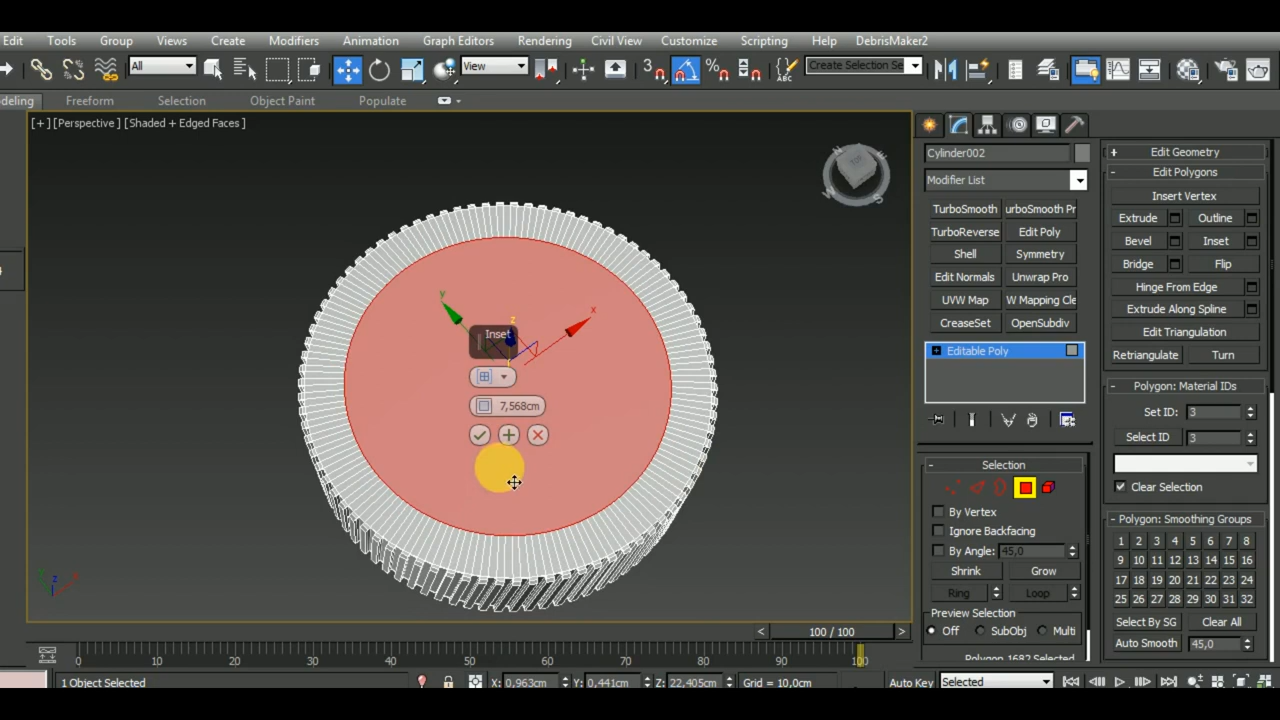 Edit Tools Group Views Create Modifiers Animation Graph Editors Rendering Civil View Customize Scripting Help DebrisMaker2
All View 3 % ABC Create Selection Se
deling Freeform Selection Object Paint Populate
[+] [Perspective] [Shaded + Edged Faces]
Cylinder002
Modifier List
TurboSmooth urboSmooth Pr
TurboReverse Edit Poly
Shell Symmetry
Edit Normals Unwrap Pro
UVW Map W Mapping Cle
CreaseSet OpenSubdiv
+ Editable Poly
- Selection
By Vertex
Ignore Backfacing
By Angle: 45,0
Shrink Grow
Ring Loop
Preview Selection
Off SubObj Multi
Polygon 1682 Selected
+ Edit Geometry
- Edit Polygons
Insert Vertex
Extrude Outline
Bevel Inset
Bridge Flip
Hinge From Edge
Extrude Along Spline
Edit Triangulation
Retriangulate Turn
- Polygon: Material IDs
Set ID: 3
Select ID 3
Clear Selection
- Polygon: Smoothing Groups
1 2 3 4 5 6 7 8
9 10 11 12 13 14 15 16
17 18 19 20 21 22 23 24
25 26 27 28 29 30 31 32
Select By SG Clear All
Auto Smooth 45,0
y x z
Inset
7,568cm
< 100 / 100 >
0 10 20 30 40 50 60 70 80 90 100
1 Object Selected X: 0,963cm Y: 0,441cm Z: 22,405cm Grid = 10,0cm Auto Key Selected